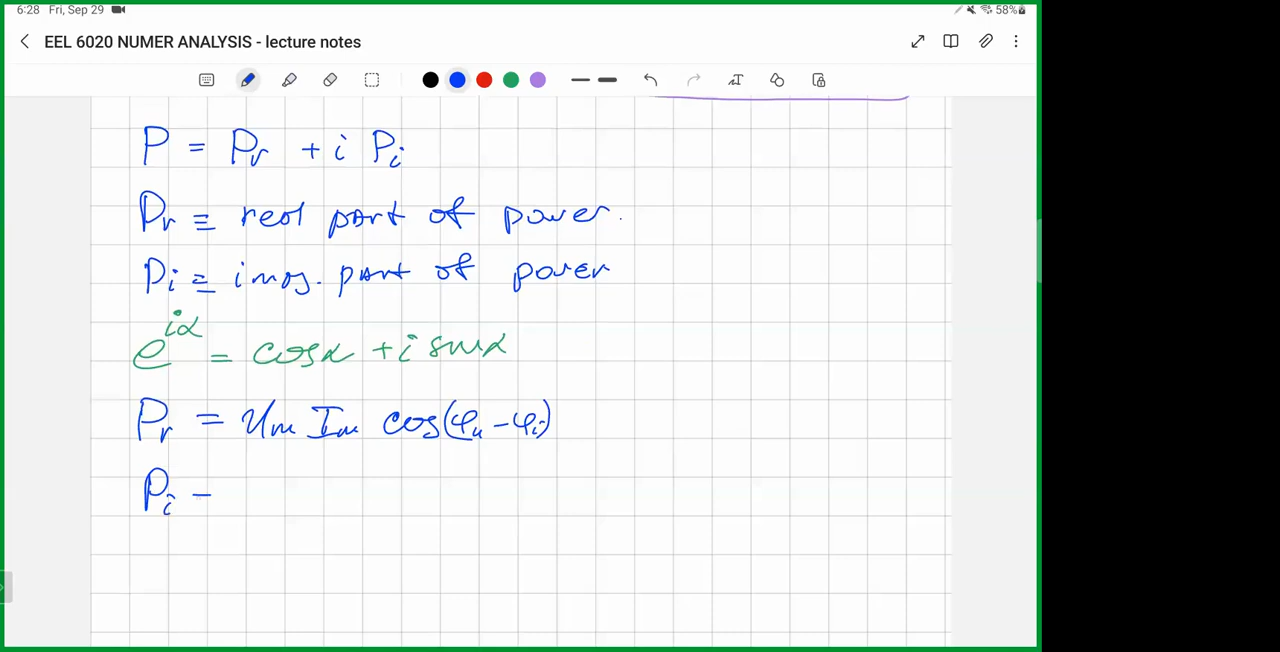 6:28 Fri, Sep 29 58%
EEL 6020 NUMER ANALYSIS - lecture notes
P = Pᵣ + i Pᵢ
Pᵣ ≡ real part of power.
Pᵢ ≡ imag. part of power
e^{iα} = cosα + i sinα
Pᵣ = Um Im cos(φᵤ - φᵢ)
Pᵢ -